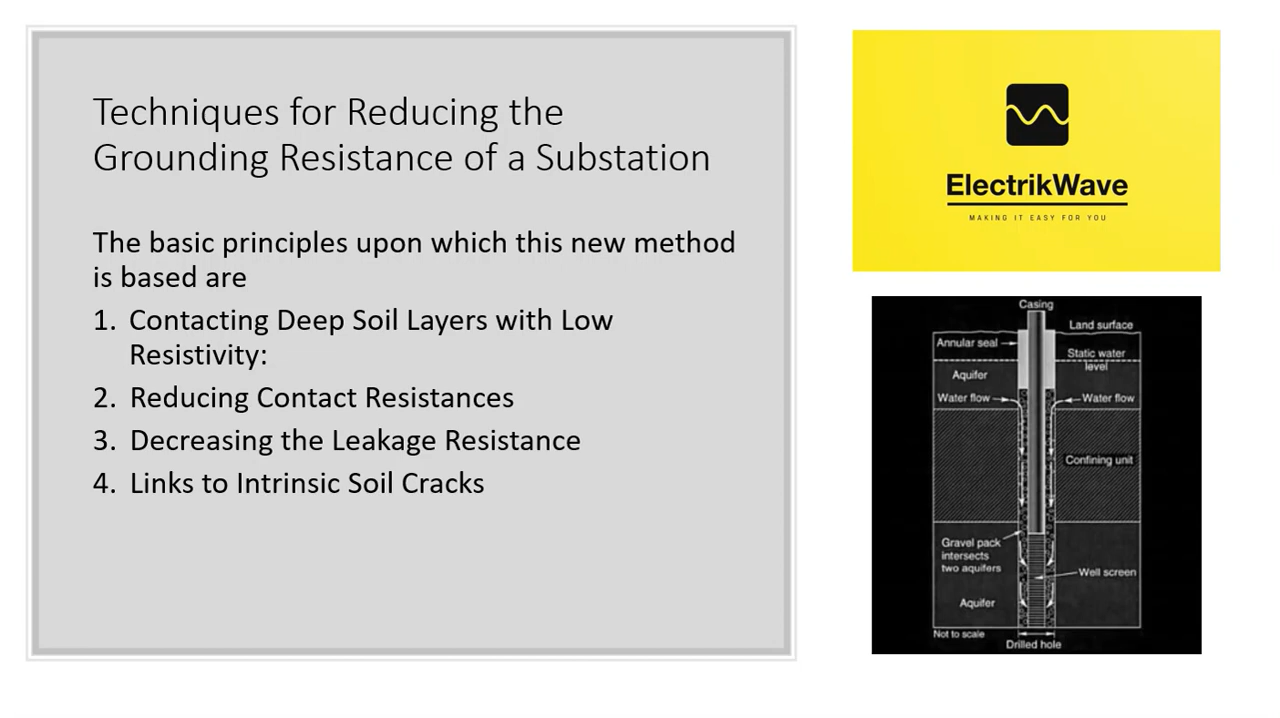 Techniques for Reducing the
Grounding Resistance of a Substation
The basic principles upon which this new method
is based are
1. Contacting Deep Soil Layers with Low
Resistivity:
2. Reducing Contact Resistances
3. Decreasing the Leakage Resistance
4. Links to Intrinsic Soil Cracks
ElectrikWave
MAKING IT EASY FOR YOU
Casing
Land surface
Annular seal
Static water
level
Aquifer
Water flow
Water flow
Confining unit
Gravel pack
intersects
two aquifers
Well screen
Aquifer
Not to scale
Drilled hole